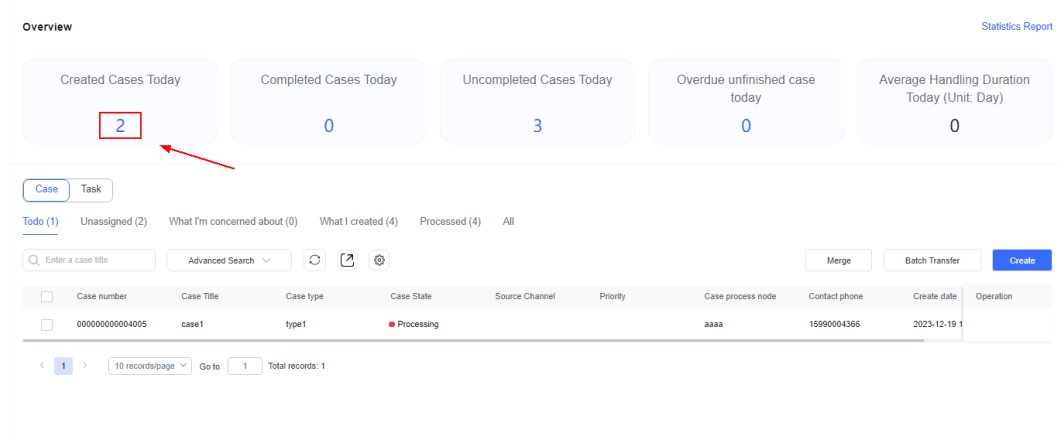 Overview
Statistics Report
Created Cases Today
2
Completed Cases Today
0
Uncompleted Cases Today
3
Overdue unfinished case
today
0
Average Handling Duration
Today (Unit: Day)
0
Case Task
Todo (1) Unassigned (2) What I'm concerned about (0) What I created (4) Processed (4) All
Enter a case title Advanced Search Merge Batch Transfer Create
Case number Case Title Case type Case State Source Channel Priority Case process node Contact phone Create date Operation
000000000004005 case1 type1 Processing aaaa 15990004366 2023-12-19 1
< 1 > 10 records/page Go to 1 Total records: 1